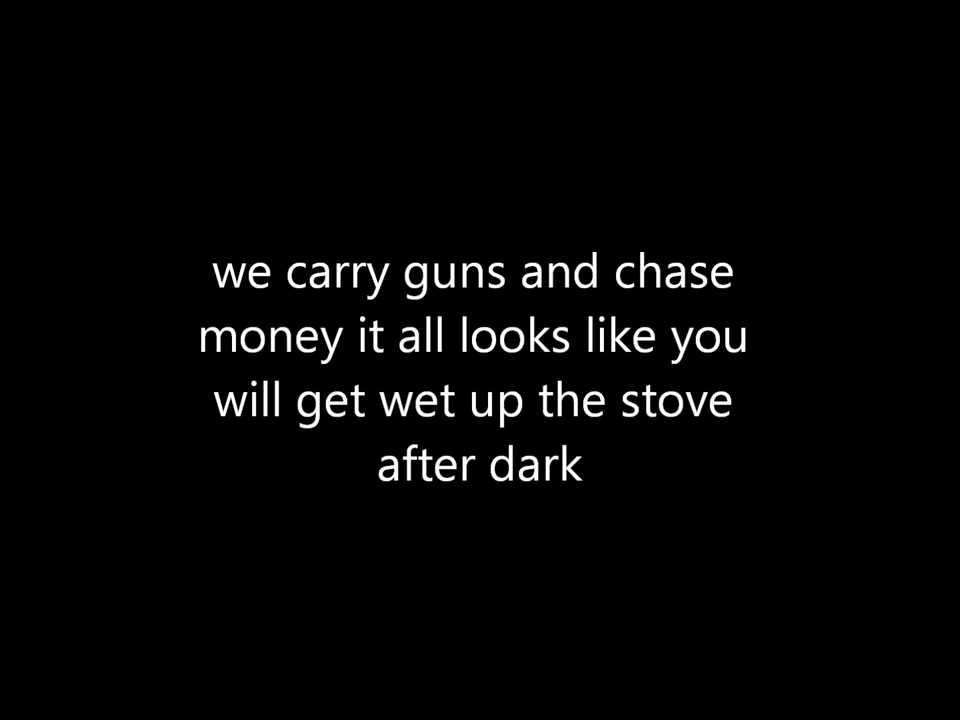 we carry guns and chase
money it all looks like you
will get wet up the stove
after dark